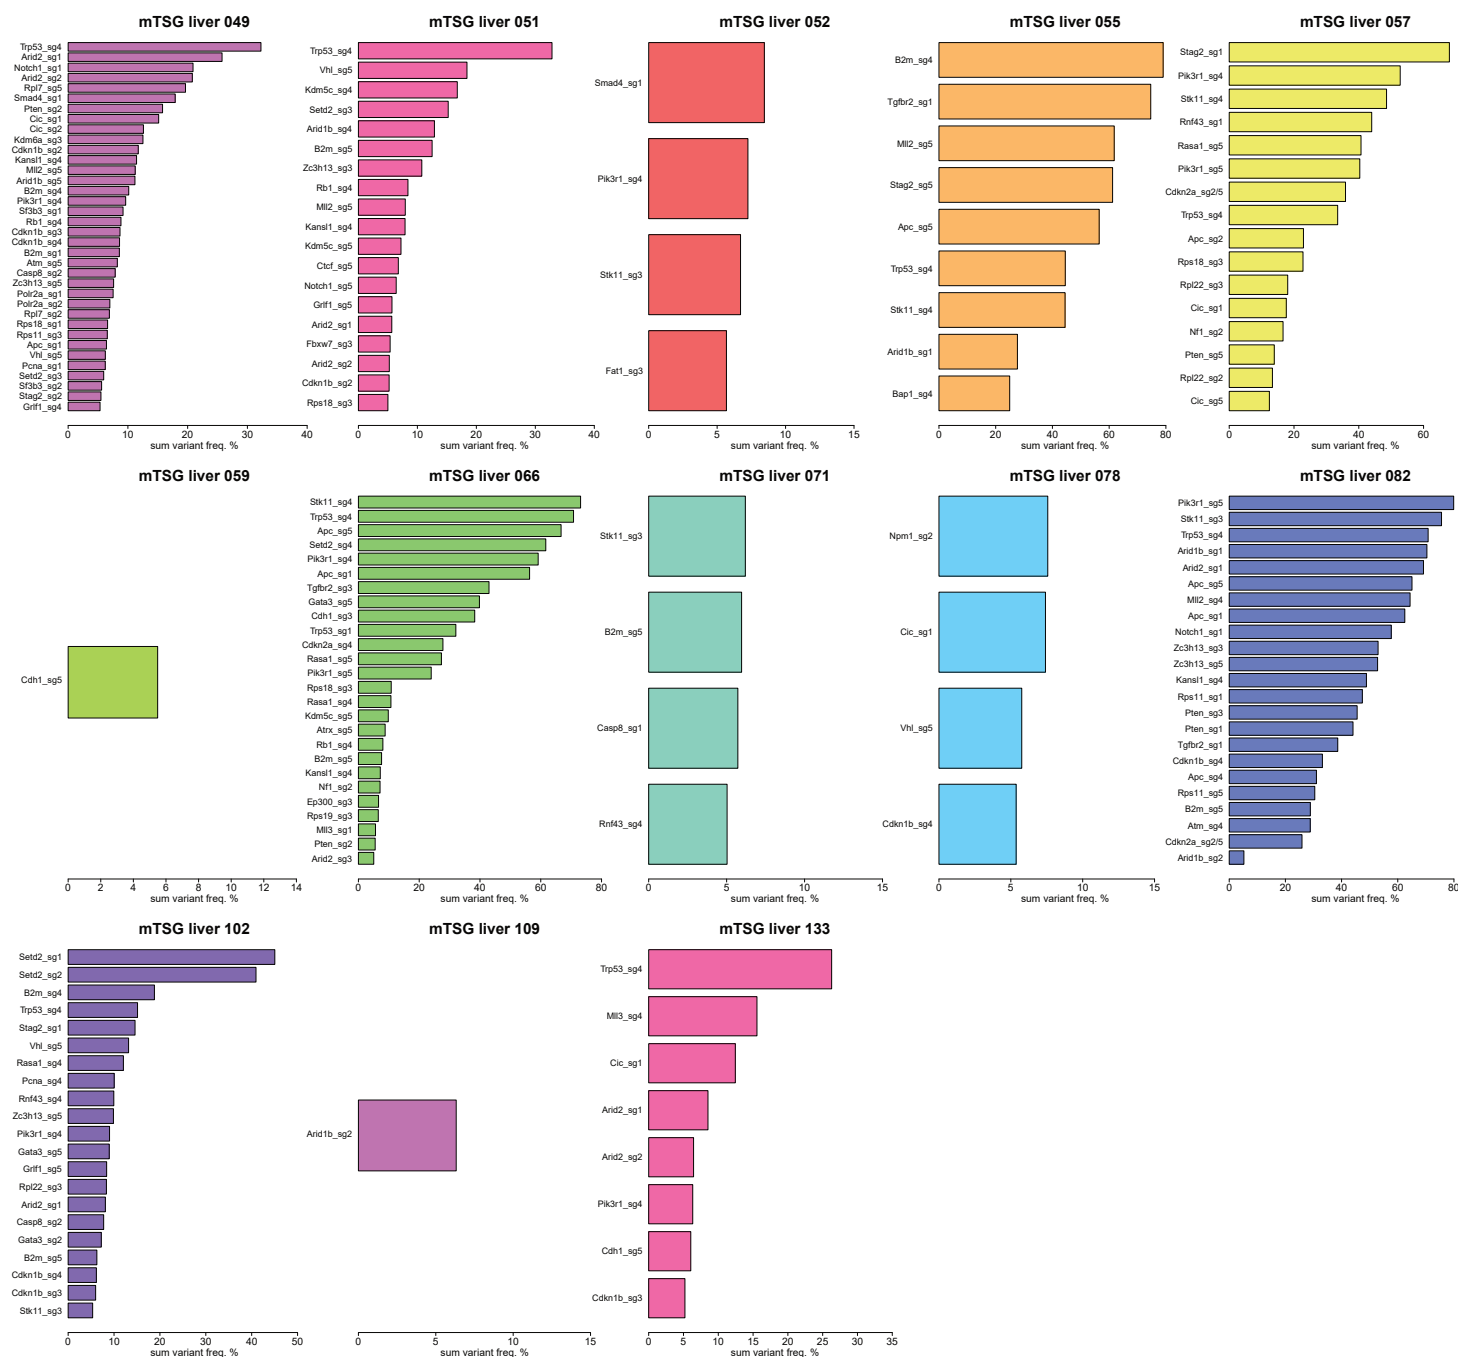 mTSG liver 049
Trp53_sg4
Arid2_sg1
Notch1_sg1
Arid2_sg2
Rpl7_sg5
Smad4_sg1
Pten_sg2
Cic_sg1
Cic_sg2
Kdm6a_sg3
Cdkn1b_sg2
Kansl1_sg4
Mll2_sg5
Arid1b_sg5
B2m_sg4
Pik3r1_sg4
Sf3b3_sg1
Rb1_sg4
Cdkn1b_sg3
Cdkn1b_sg4
B2m_sg1
Atm_sg5
Casp8_sg2
Zc3h13_sg5
Polr2a_sg1
Polr2a_sg2
Rpl7_sg2
Rps18_sg1
Rps11_sg3
Apc_sg1
Vhl_sg5
Pcna_sg1
Setd2_sg3
Sf3b3_sg2
Stag2_sg2
Grlf1_sg4
0 10 20 30 40
sum variant freq. %
mTSG liver 051
Trp53_sg4
Vhl_sg5
Kdm5c_sg4
Setd2_sg3
Arid1b_sg4
B2m_sg5
Zc3h13_sg3
Rb1_sg4
Mll2_sg5
Kansl1_sg4
Kdm5c_sg5
Ctcf_sg5
Notch1_sg5
Grlf1_sg5
Arid2_sg1
Fbxw7_sg3
Arid2_sg2
Cdkn1b_sg2
Rps18_sg3
0 10 20 30 40
sum variant freq. %
mTSG liver 052
Smad4_sg1
Pik3r1_sg4
Stk11_sg3
Fat1_sg3
0 5 10 15
sum variant freq. %
mTSG liver 055
B2m_sg4
Tgfbr2_sg1
Mll2_sg5
Stag2_sg5
Apc_sg5
Trp53_sg4
Stk11_sg4
Arid1b_sg1
Bap1_sg4
0 20 40 60 80
sum variant freq. %
mTSG liver 057
Stag2_sg1
Pik3r1_sg4
Stk11_sg4
Rnf43_sg1
Rasa1_sg5
Pik3r1_sg5
Cdkn2a_sg2/5
Trp53_sg4
Apc_sg2
Rps18_sg3
Rpl22_sg3
Cic_sg1
Nf1_sg2
Pten_sg5
Rpl22_sg2
Cic_sg5
0 20 40 60
sum variant freq. %
mTSG liver 059
Cdh1_sg5
0 2 4 6 8 10 12 14
sum variant freq. %
mTSG liver 066
Stk11_sg4
Trp53_sg4
Apc_sg5
Setd2_sg4
Pik3r1_sg4
Apc_sg1
Tgfbr2_sg3
Gata3_sg5
Cdh1_sg3
Trp53_sg1
Cdkn2a_sg4
Rasa1_sg5
Pik3r1_sg5
Rps18_sg3
Rasa1_sg4
Kdm5c_sg5
Atrx_sg5
Rb1_sg4
B2m_sg5
Kansl1_sg4
Nf1_sg2
Ep300_sg3
Rps19_sg3
Mll3_sg1
Pten_sg2
Arid2_sg3
0 20 40 60 80
sum variant freq. %
mTSG liver 071
Stk11_sg3
B2m_sg5
Casp8_sg1
Rnf43_sg4
0 5 10 15
sum variant freq. %
mTSG liver 078
Npm1_sg2
Cic_sg1
Vhl_sg5
Cdkn1b_sg4
0 5 10 15
sum variant freq. %
mTSG liver 082
Pik3r1_sg5
Stk11_sg3
Trp53_sg4
Arid1b_sg1
Arid2_sg1
Apc_sg5
Mll2_sg4
Apc_sg1
Notch1_sg1
Zc3h13_sg3
Zc3h13_sg5
Kansl1_sg4
Rps11_sg1
Pten_sg3
Pten_sg1
Tgfbr2_sg1
Cdkn1b_sg4
Apc_sg4
Rps11_sg5
B2m_sg5
Atm_sg4
Cdkn2a_sg2/5
Arid1b_sg2
0 20 40 60 80
sum variant freq. %
mTSG liver 102
Setd2_sg1
Setd2_sg2
B2m_sg4
Trp53_sg4
Stag2_sg1
Vhl_sg5
Rasa1_sg4
Pcna_sg4
Rnf43_sg4
Zc3h13_sg5
Pik3r1_sg4
Gata3_sg5
Grlf1_sg5
Rpl22_sg3
Arid2_sg1
Casp8_sg2
Gata3_sg2
B2m_sg5
Cdkn1b_sg4
Cdkn1b_sg3
Stk11_sg3
0 10 20 30 40 50
sum variant freq. %
mTSG liver 109
Arid1b_sg2
0 5 10 15
sum variant freq. %
mTSG liver 133
Trp53_sg4
Mll3_sg4
Cic_sg1
Arid2_sg1
Arid2_sg2
Pik3r1_sg4
Cdh1_sg5
Cdkn1b_sg3
0 5 10 15 20 25 30 35
sum variant freq. %